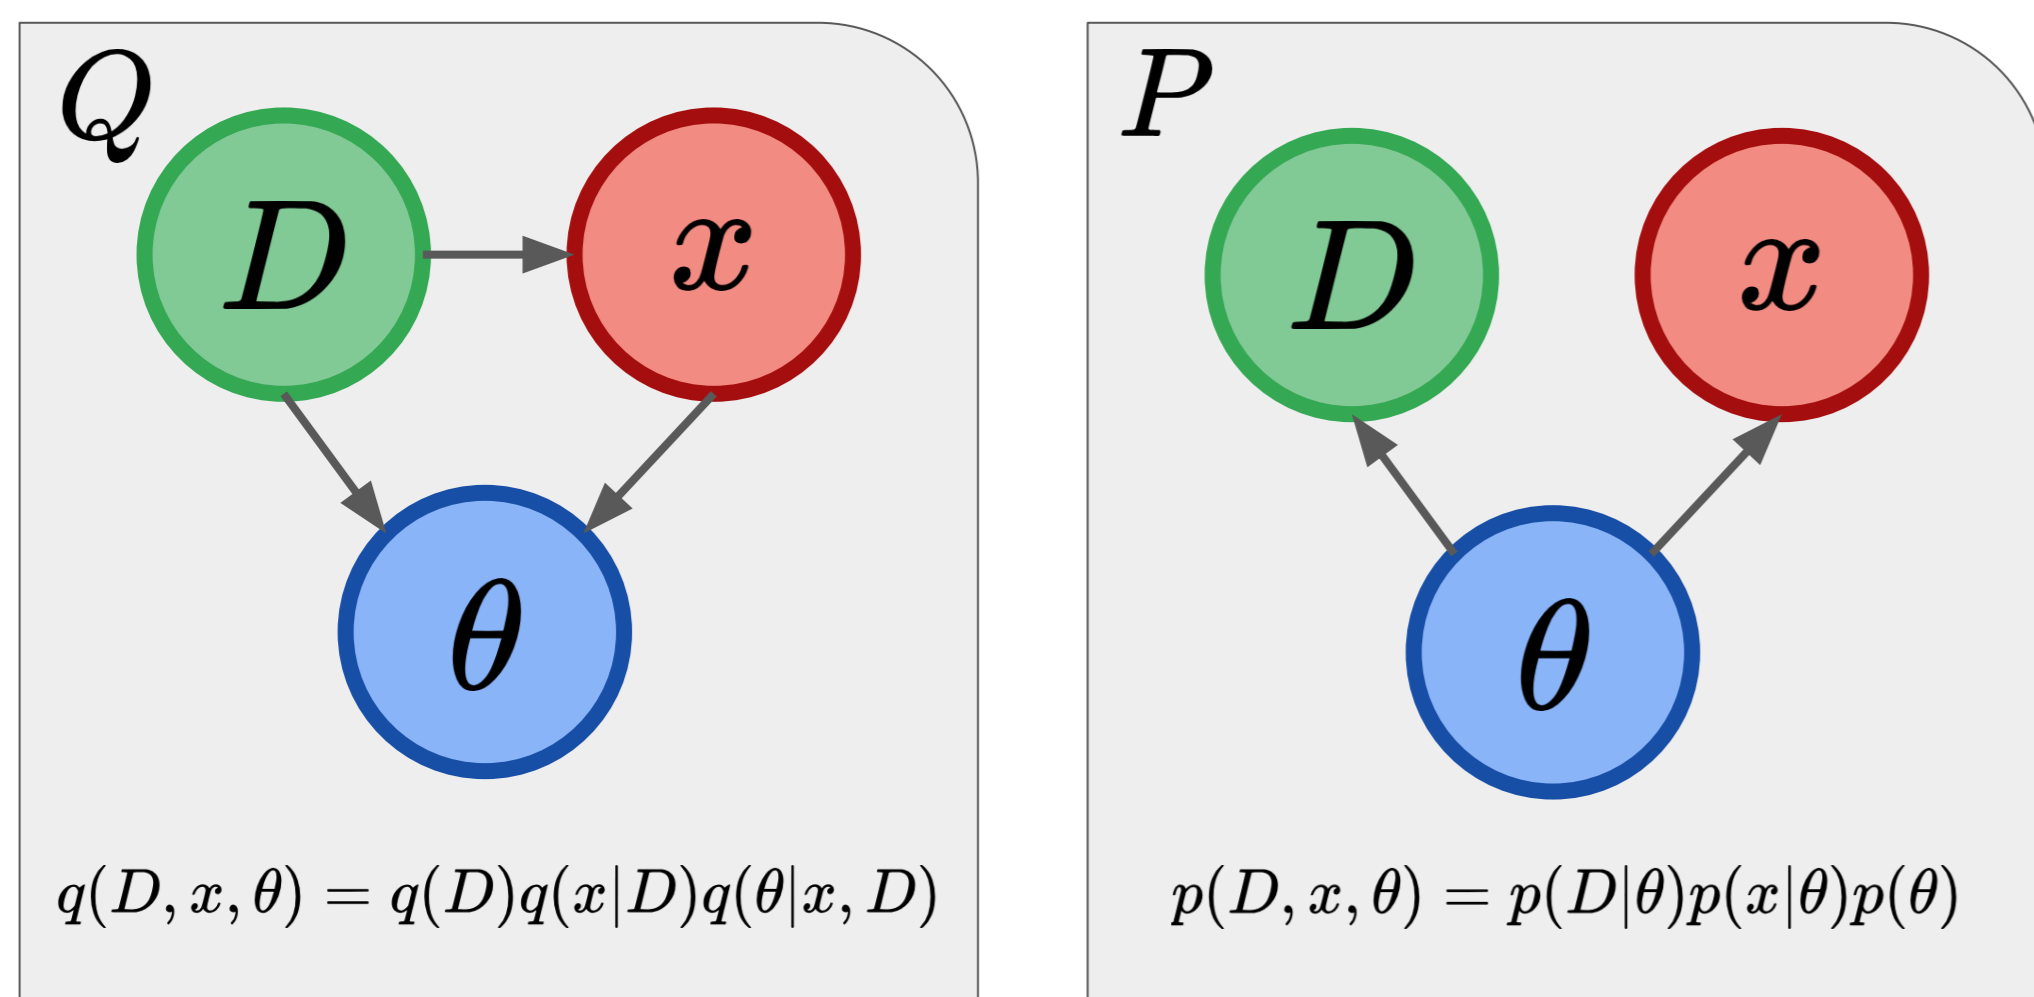 Q
D
x
θ
q(D, x, θ) = q(D)q(x|D)q(θ|x, D)
P
D
x
θ
p(D, x, θ) = p(D|θ)p(x|θ)p(θ)